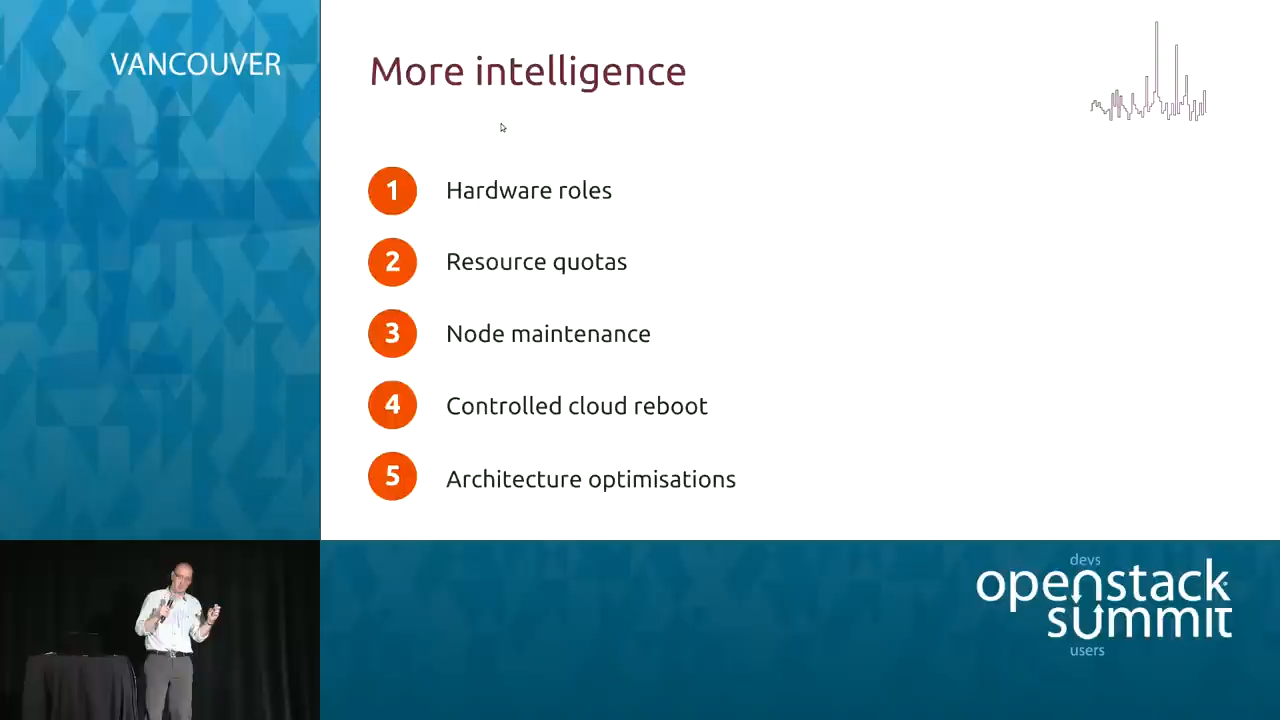 VANCOUVER
More intelligence
1 Hardware roles
2 Resource quotas
3 Node maintenance
4 Controlled cloud reboot
5 Architecture optimisations
devs
openstack
summit
users